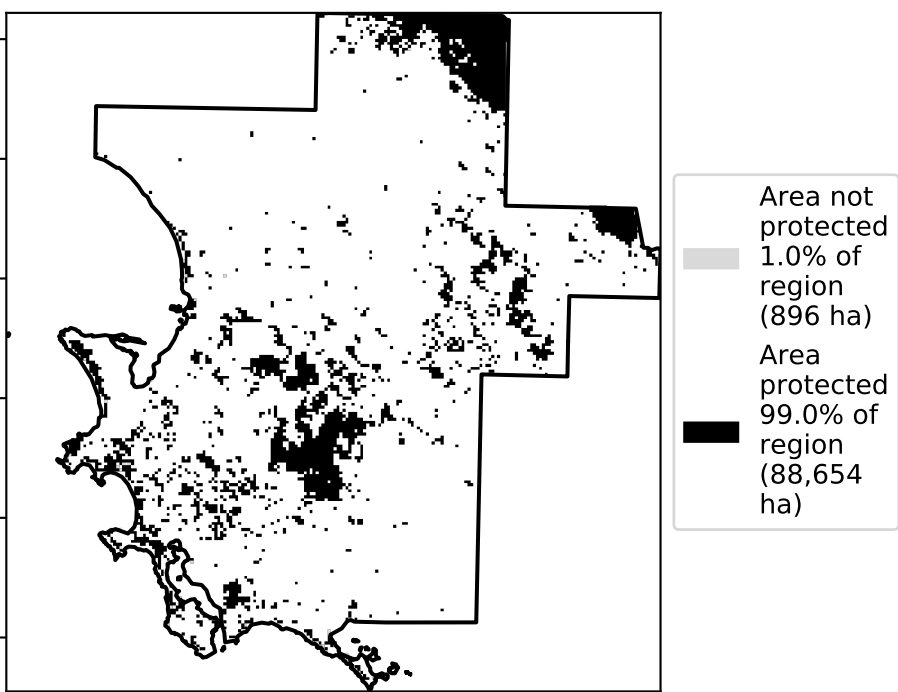 Area not
protected
1.0% of
region
(896 ha)
Area
protected
99.0% of
region
(88,654
ha)